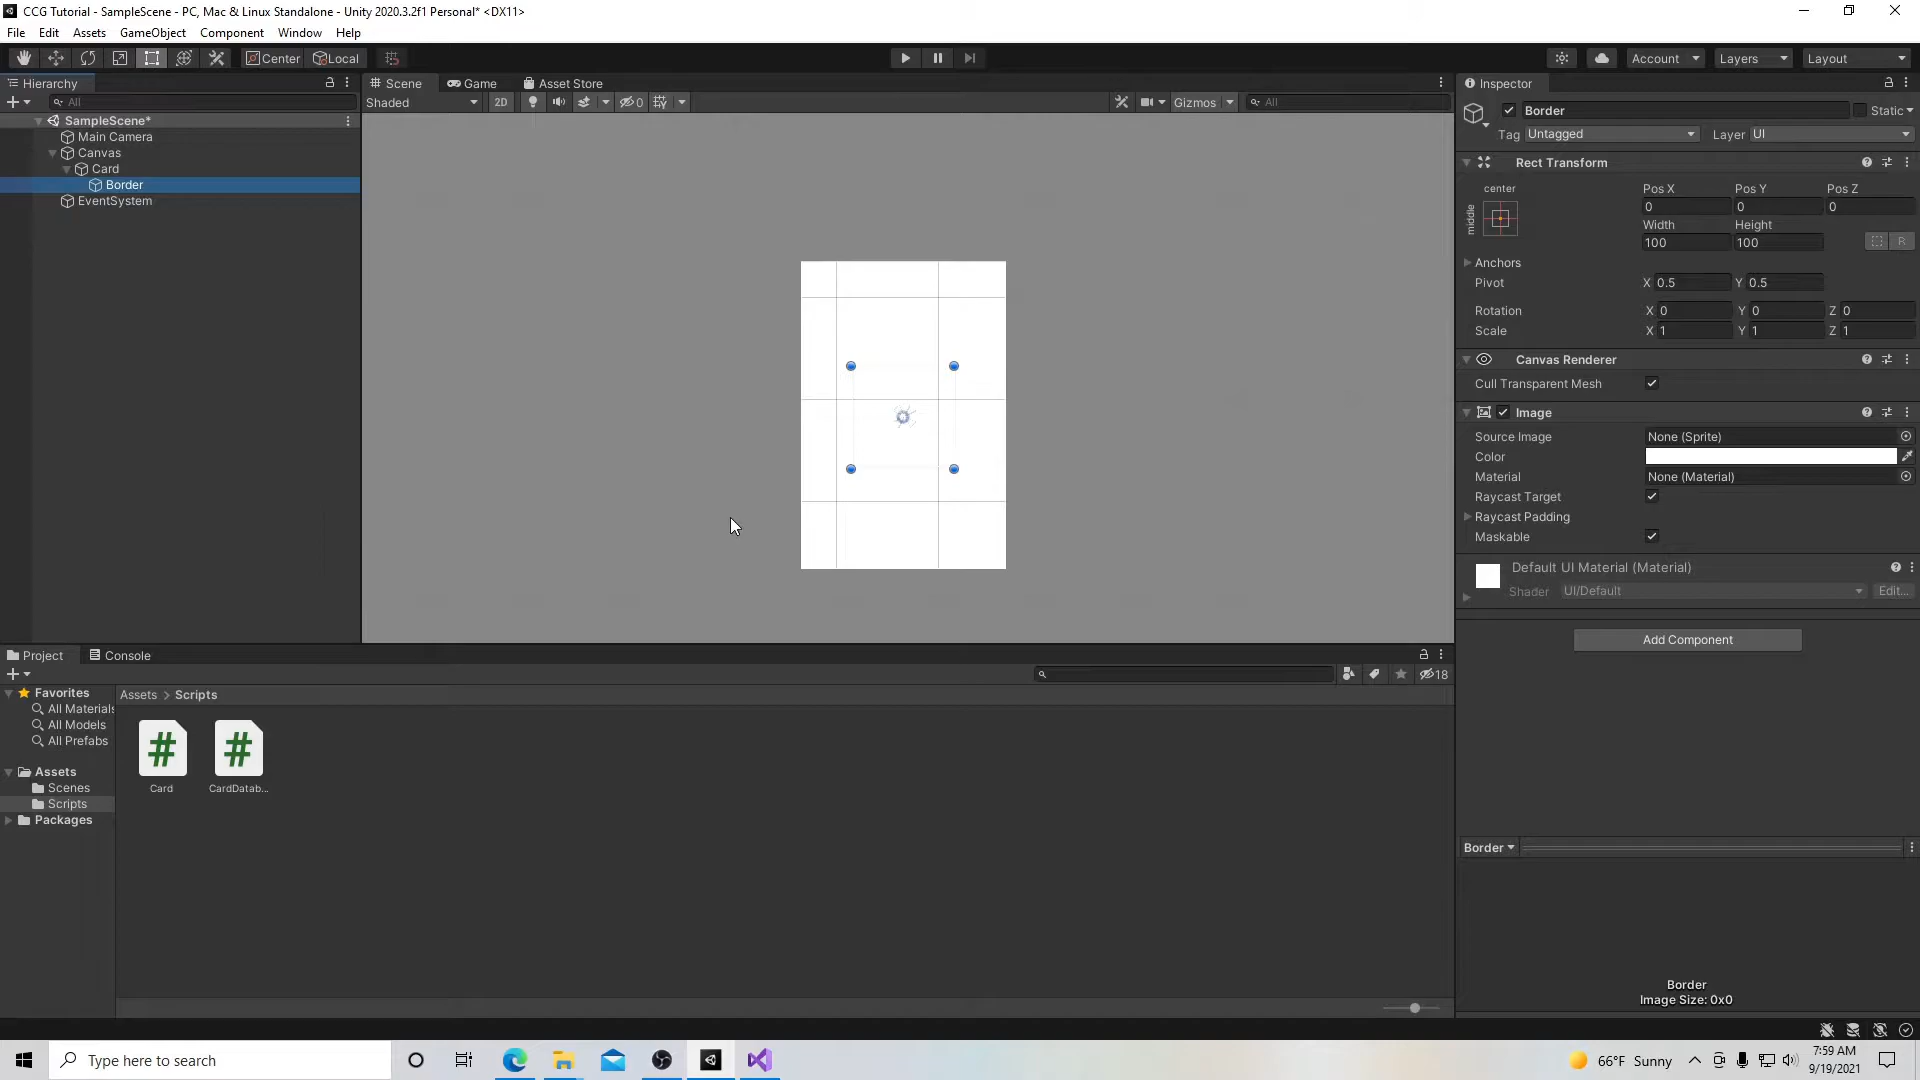 CCG Tutorial - SampleScene - PC, Mac & Linux Standalone - Unity 2020.3.2f1 Personal* <DX11>
File Edit Assets GameObject Component Window Help
Center Local Account Layers Layout
Hierarchy
All
SampleScene*
Main Camera
Canvas
Card
Border
EventSystem
Scene Game Asset Store
Shaded 2D 0 Gizmos All
Inspector
Border Static
Tag Untagged Layer UI
Rect Transform
center
middle
Pos X Pos Y Pos Z
0 0 0
Width Height
100 100
R
Anchors
Pivot X 0.5 Y 0.5
Rotation X 0 Y 0 Z 0
Scale X 1 Y 1 Z 1
Canvas Renderer
Cull Transparent Mesh
Image
Source Image None (Sprite)
Color
Material None (Material)
Raycast Target
Raycast Padding
Maskable
Default UI Material (Material)
Shader UI/Default Edit...
Add Component
Border
Border
Image Size: 0x0
Project Console
18
Favorites
All Materials
All Models
All Prefabs
Assets
Scenes
Scripts
Packages
Assets > Scripts
#
#
Card
CardDatab...
Type here to search
66°F Sunny
7:59 AM
9/19/2021